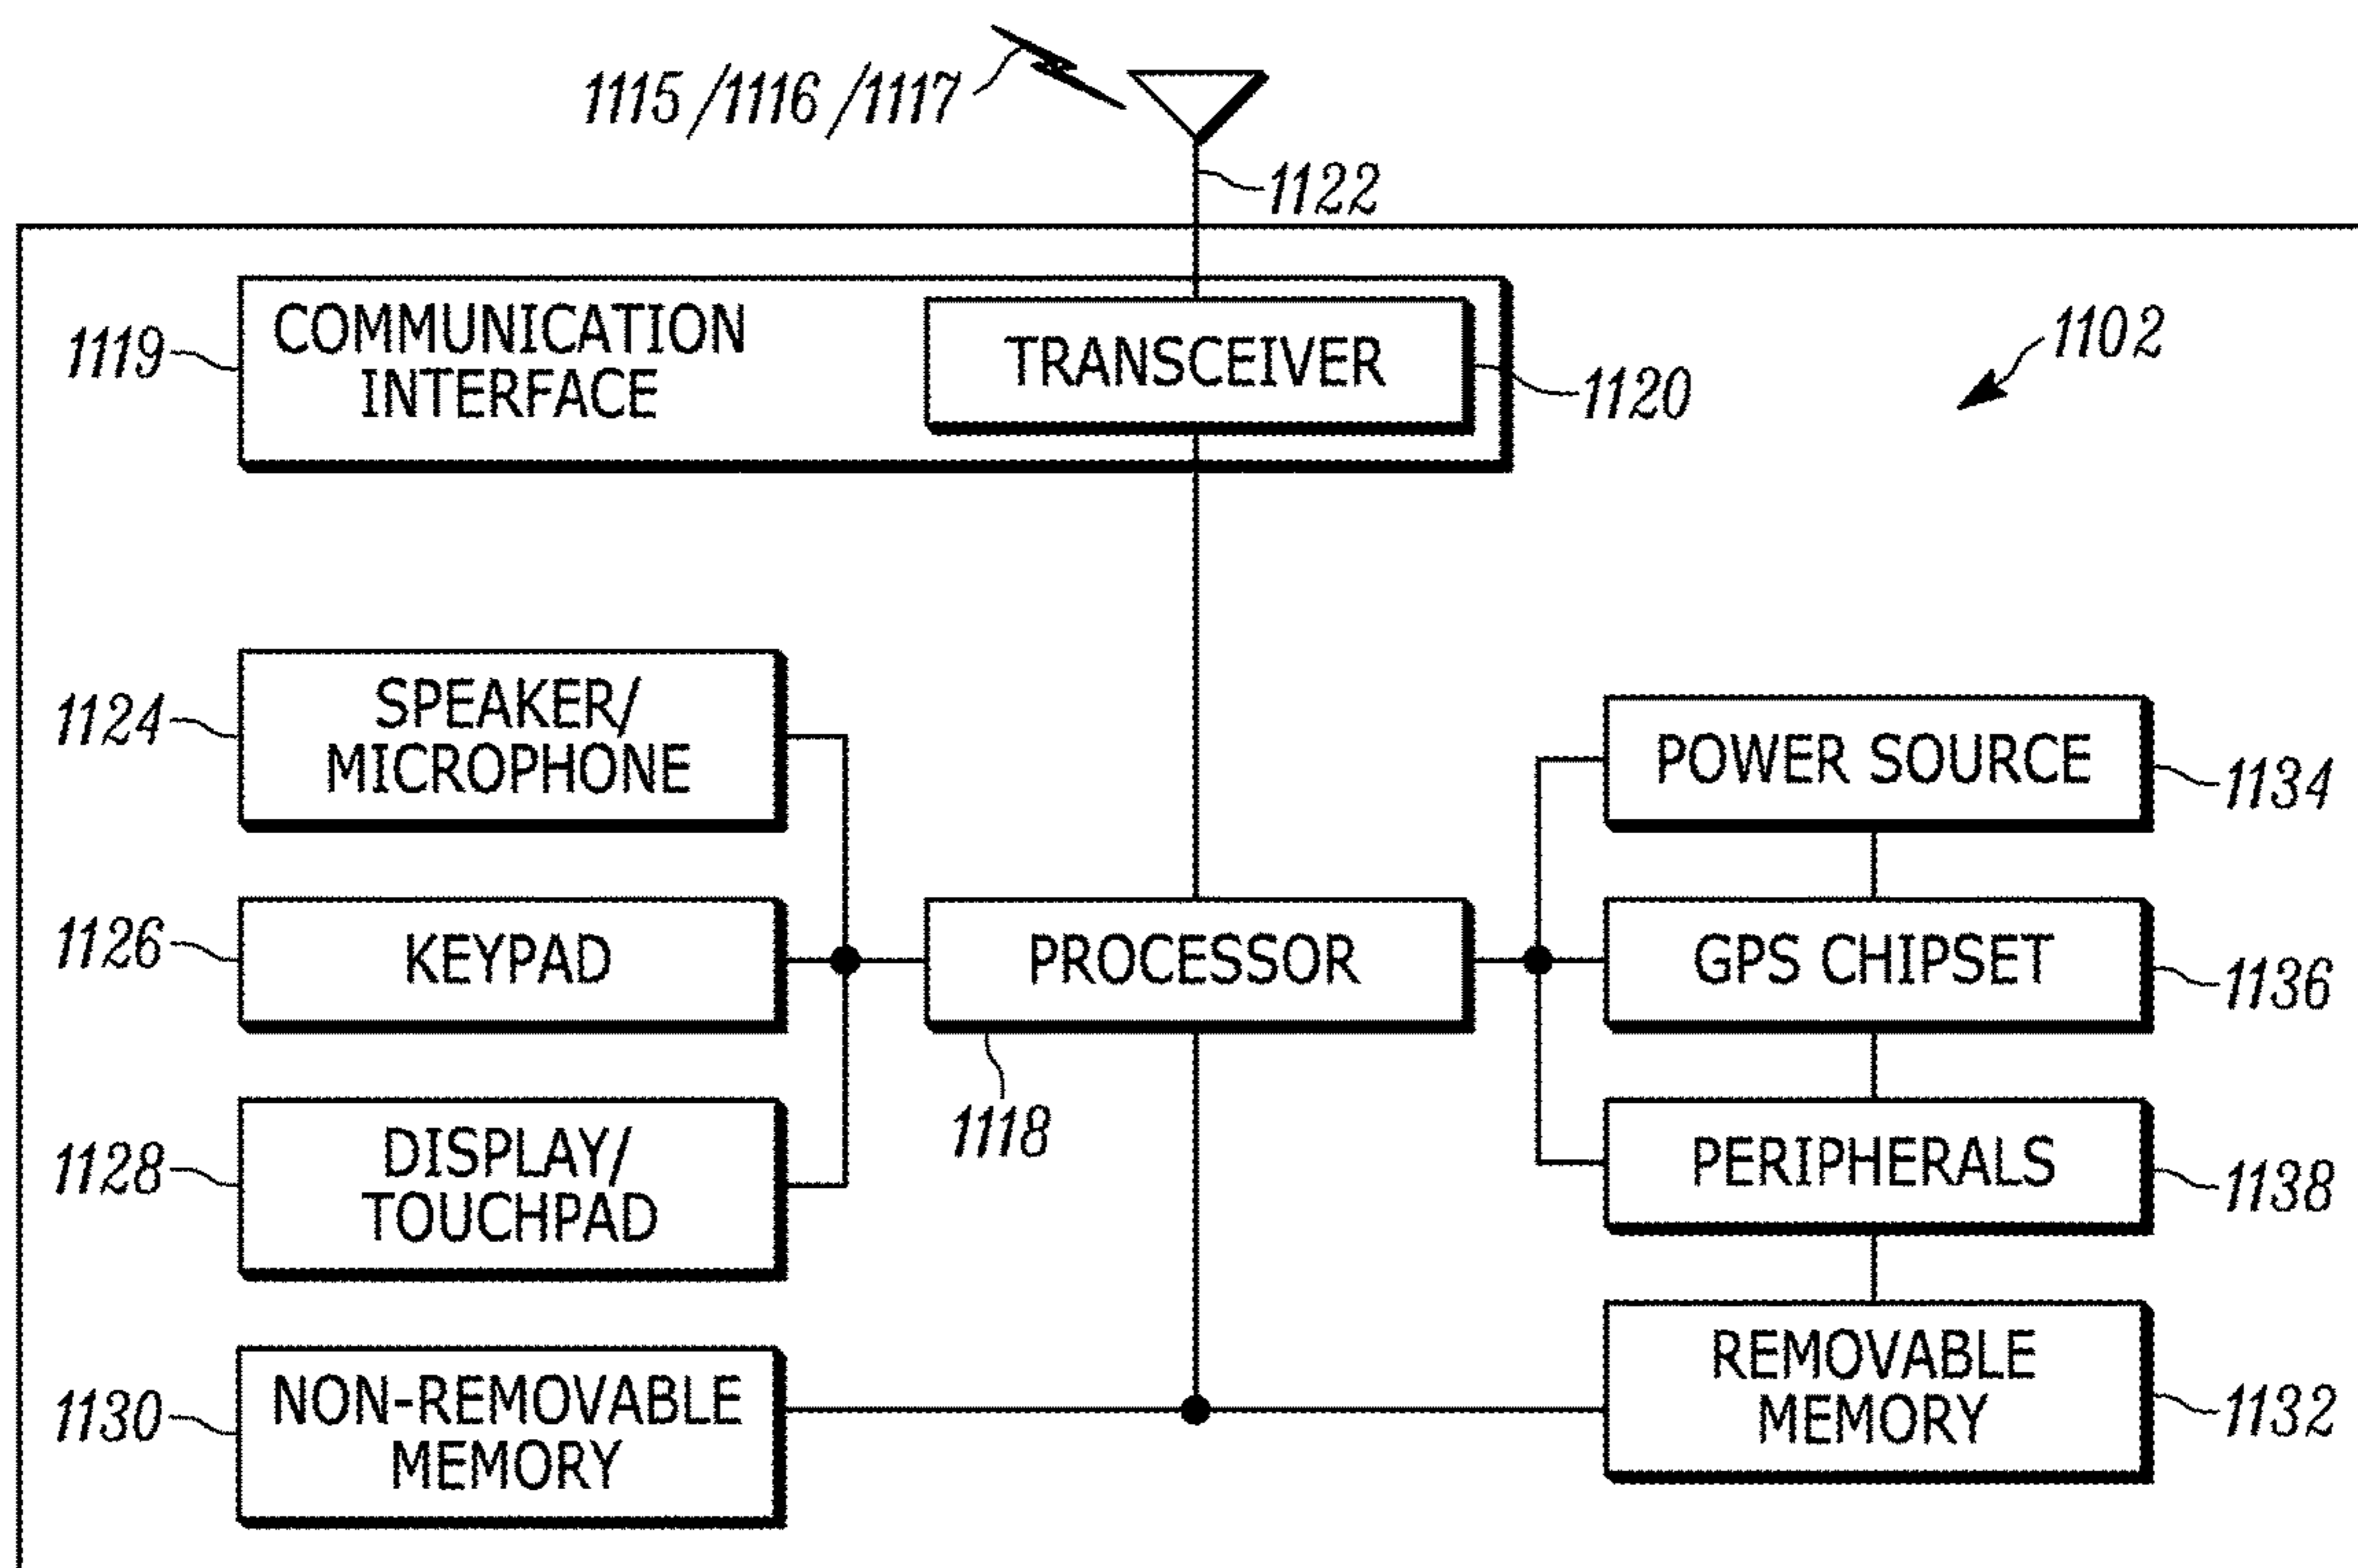 1115/1116/1117
1122
1119
COMMUNICATION
INTERFACE
TRANSCEIVER
1120
1102
1124
SPEAKER/
MICROPHONE
POWER SOURCE
1134
1126
KEYPAD
PROCESSOR
1118
GPS CHIPSET
1136
1128
DISPLAY/
TOUCHPAD
PERIPHERALS
1138
1130
NON-REMOVABLE
MEMORY
REMOVABLE
MEMORY
1132